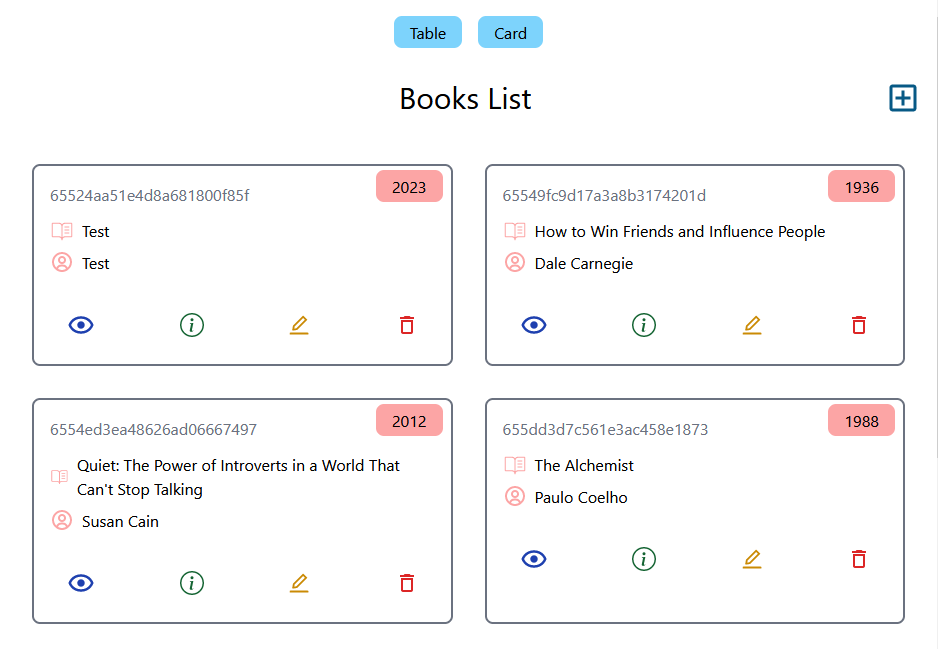 Table
Card
Books List
65524aa51e4d8a681800f85f
2023
Test
Test
65549fc9d17a3a8b3174201d
1936
How to Win Friends and Influence People
Dale Carnegie
6554ed3ea48626ad06667497
2012
Quiet: The Power of Introverts in a World That
Can't Stop Talking
Susan Cain
655dd3d7c561e3ac458e1873
1988
The Alchemist
Paulo Coelho